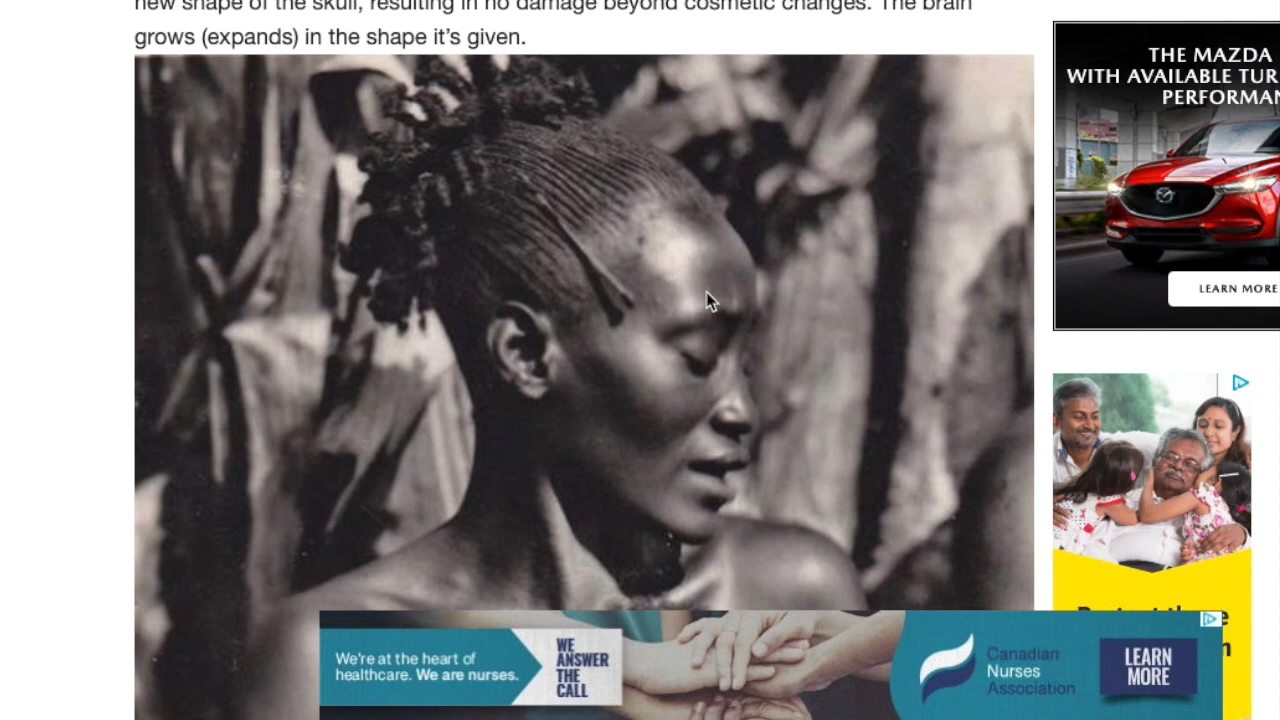 new shape of the skull, resulting in no damage beyond cosmetic changes. The brain
grows (expands) in the shape it's given.
THE MAZDA
WITH AVAILABLE TUR
PERFORMAN
LEARN MORE
We're at the heart of
healthcare. We are nurses.
WE
ANSWER
THE
CALL
Canadian
Nurses
Association
LEARN
MORE